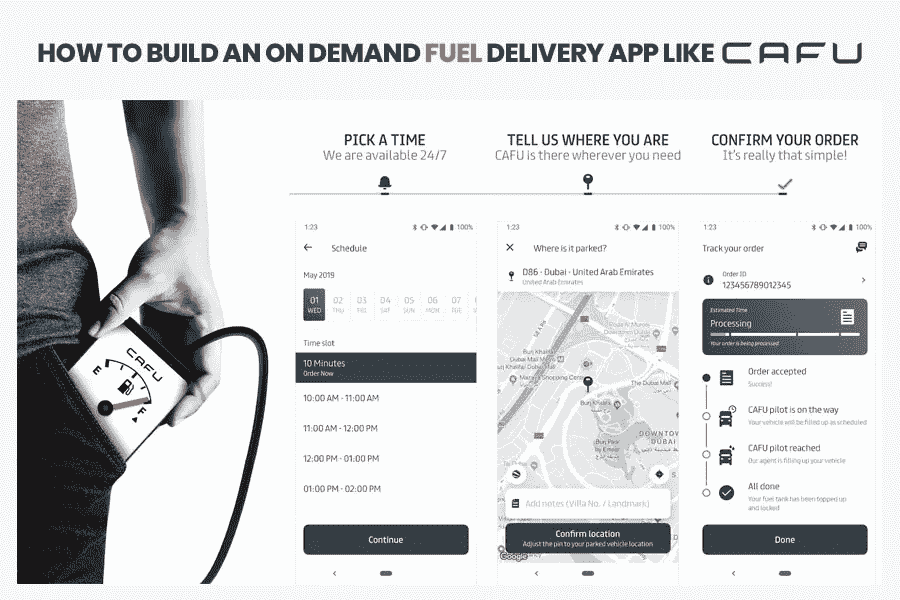 HOW TO BUILD AN ON DEMAND FUEL DELIVERY APP LIKE CAFU
PICK A TIME
We are available 24/7
TELL US WHERE YOU ARE
CAFU is there wherever you need
CONFIRM YOUR ORDER
It's really that simple!
CAFU
E
F
1:23
100%
Schedule
May 2019
01 02 03 04 05 06 07
WED THU FRI SAT SUN MON TUE
Time slot
10 Minutes
Order Now
10:00 AM - 11:00 AM
11:00 AM - 12:00 PM
12:00 PM - 01:00 PM
01:00 PM - 02:00 PM
Continue
1:23
100%
Where is it parked?
D86 - Dubai - United Arab Emirates
United Arab Emirates
The Dubai Mall
Burj Khalifa
Burj Park
by Emaar
DOWNTOWN
DUBAI
Add notes (Villa No. / Landmark)
Confirm location
Adjust the pin to your parked vehicle location
Google
1:23
100%
Track your order
Order ID
123456789012345
Estimated Time
Processing
Your order is being processed
Order accepted
Success!
CAFU pilot is on the way
Your vehicle will be filled up as scheduled
CAFU pilot reached
Our agent is filling up your vehicle
All done
Your fuel tank has been topped up
and locked
Done